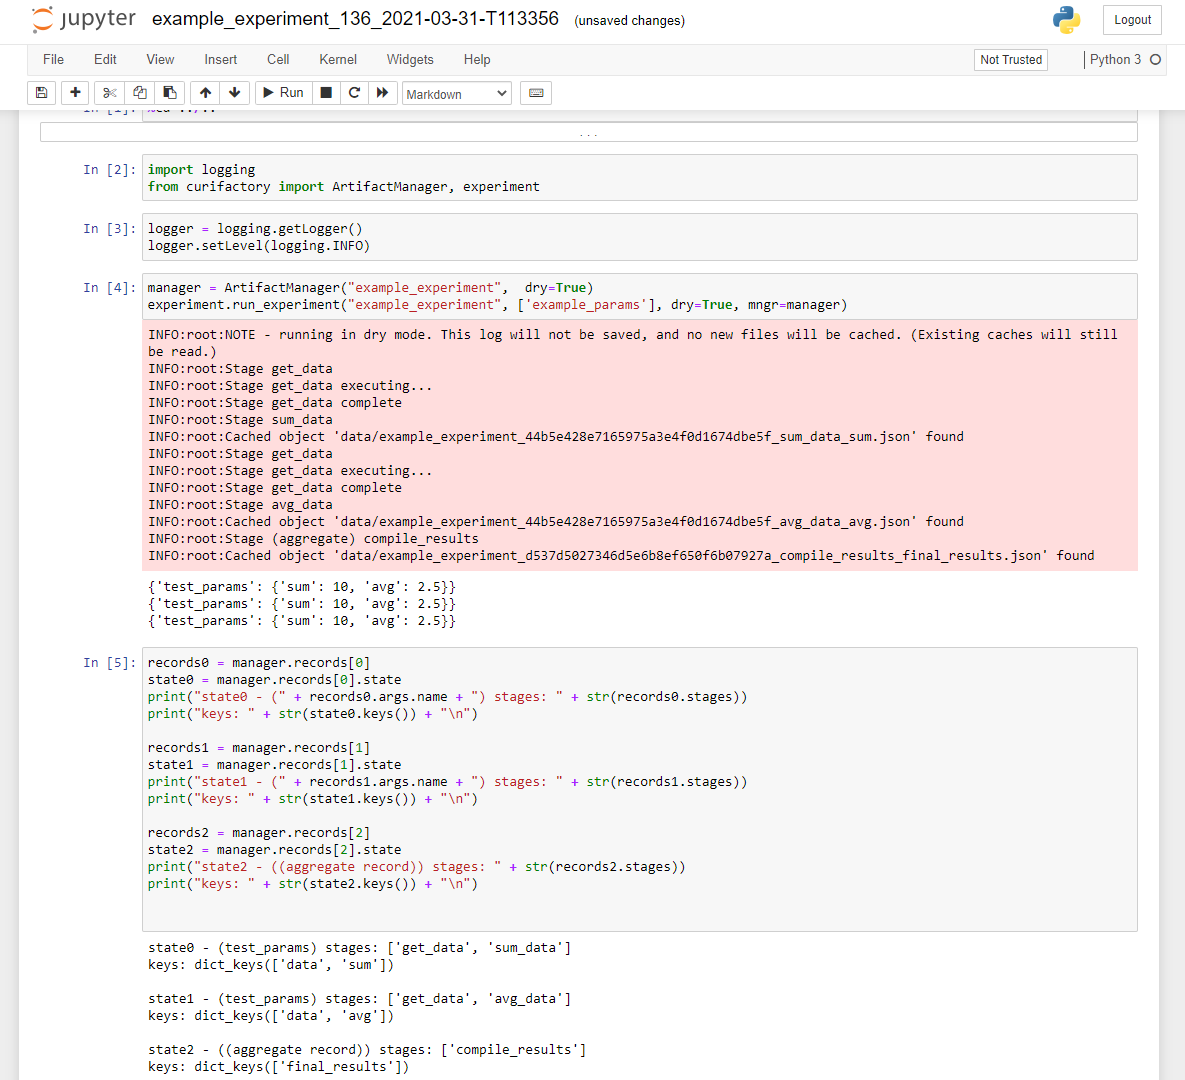 jupyter example_experiment_136_2021-03-31-T113356 (unsaved changes) Logout
File Edit View Insert Cell Kernel Widgets Help Not Trusted Python 3
Run Markdown
...
In [2]: import logging
from curifactory import ArtifactManager, experiment
In [3]: logger = logging.getLogger()
logger.setLevel(logging.INFO)
In [4]: manager = ArtifactManager("example_experiment",  dry=True)
experiment.run_experiment("example_experiment", ['example_params'], dry=True, mngr=manager)
INFO:root:NOTE - running in dry mode. This log will not be saved, and no new files will be cached. (Existing caches will still
be read.)
INFO:root:Stage get_data
INFO:root:Stage get_data executing...
INFO:root:Stage get_data complete
INFO:root:Stage sum_data
INFO:root:Cached object 'data/example_experiment_44b5e428e7165975a3e4f0d1674dbe5f_sum_data_sum.json' found
INFO:root:Stage get_data
INFO:root:Stage get_data executing...
INFO:root:Stage get_data complete
INFO:root:Stage avg_data
INFO:root:Cached object 'data/example_experiment_44b5e428e7165975a3e4f0d1674dbe5f_avg_data_avg.json' found
INFO:root:Stage (aggregate) compile_results
INFO:root:Cached object 'data/example_experiment_d537d5027346d5e6b8ef650f6b07927a_compile_results_final_results.json' found
{'test_params': {'sum': 10, 'avg': 2.5}}
{'test_params': {'sum': 10, 'avg': 2.5}}
{'test_params': {'sum': 10, 'avg': 2.5}}
In [5]: records0 = manager.records[0]
state0 = manager.records[0].state
print("state0 - (" + records0.args.name + ") stages: " + str(records0.stages))
print("keys: " + str(state0.keys()) + "\n")
records1 = manager.records[1]
state1 = manager.records[1].state
print("state1 - (" + records1.args.name + ") stages: " + str(records1.stages))
print("keys: " + str(state1.keys()) + "\n")
records2 = manager.records[2]
state2 = manager.records[2].state
print("state2 - ((aggregate record)) stages: " + str(records2.stages))
print("keys: " + str(state2.keys()) + "\n")
state0 - (test_params) stages: ['get_data', 'sum_data']
keys: dict_keys(['data', 'sum'])
state1 - (test_params) stages: ['get_data', 'avg_data']
keys: dict_keys(['data', 'avg'])
state2 - ((aggregate record)) stages: ['compile_results']
keys: dict_keys(['final_results'])